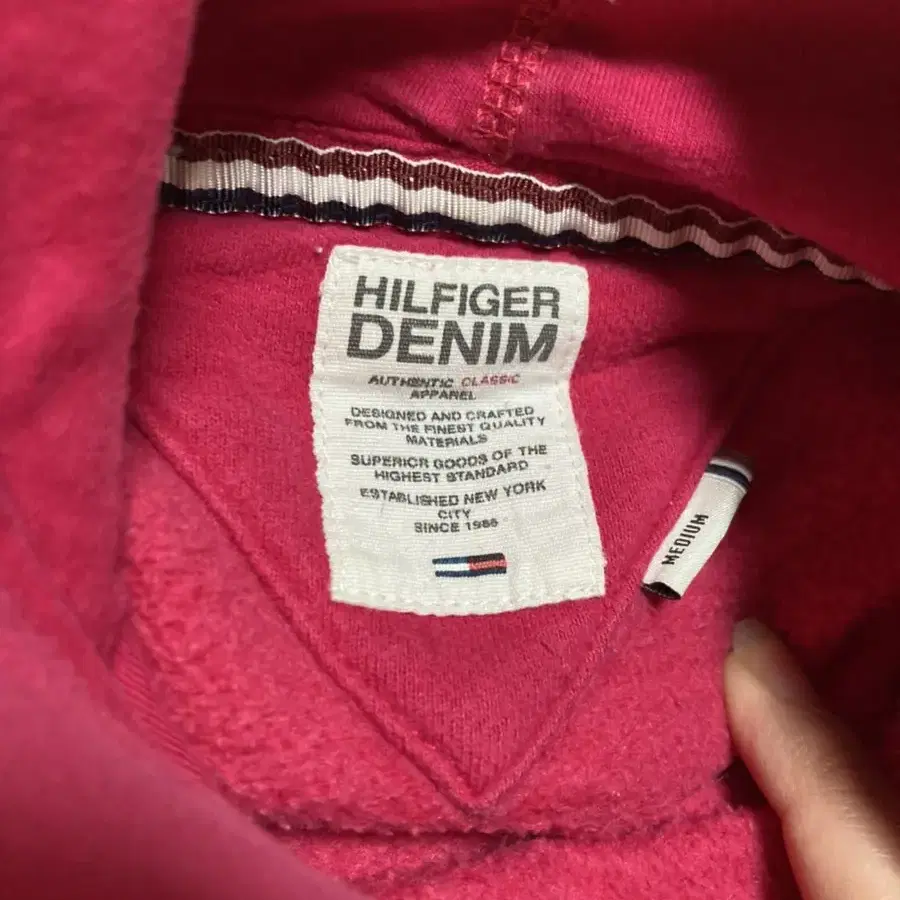 HILFIGER
DENIM
AUTHENTIC CLASSIC
APPAREL
DESIGNED AND CRAFTED
FROM THE FINEST QUALITY
MATERIALS
SUPERIOR GOODS OF THE
HIGHEST STANDARD
ESTABLISHED NEW YORK
CITY
SINCE 1985
MEDIUM